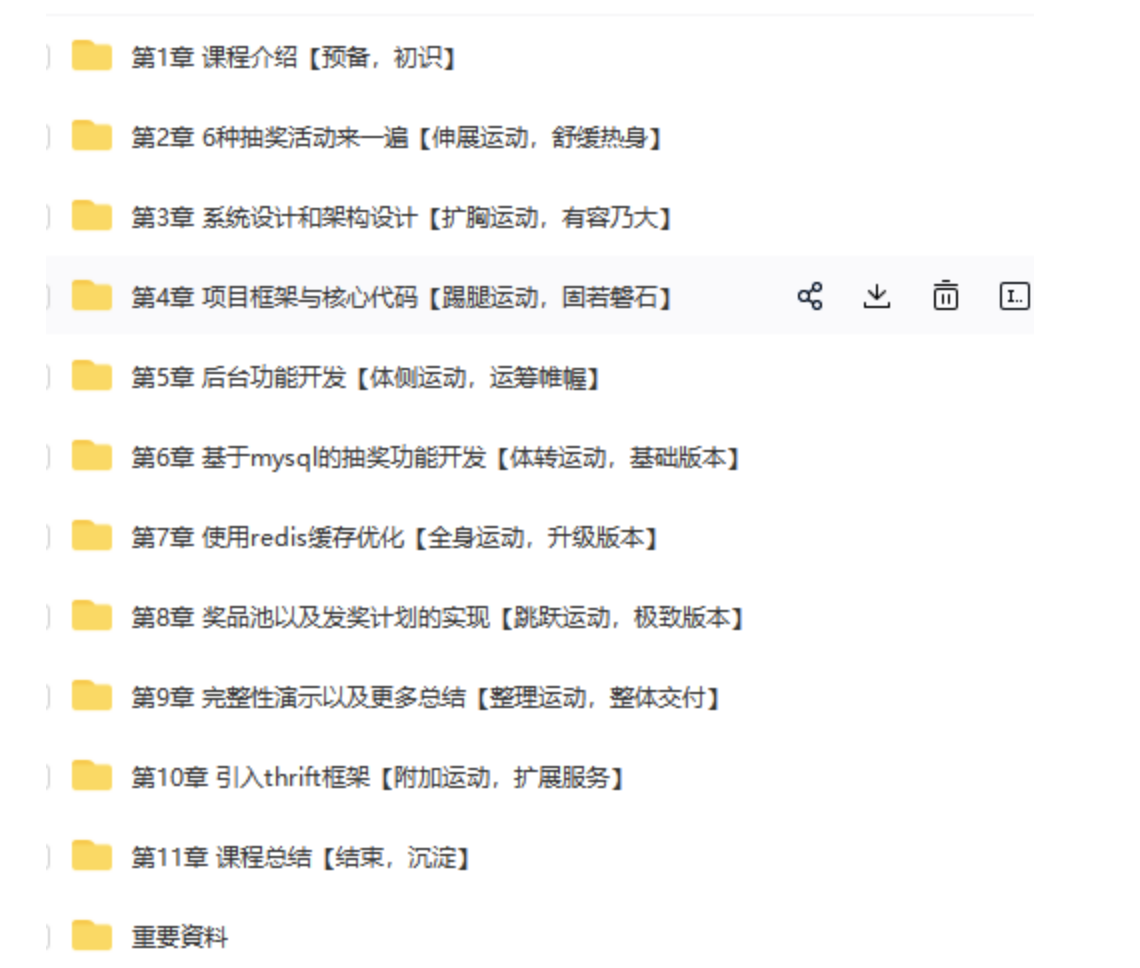 第1章 课程介绍【预备，初识】
第2章 6种抽奖活动来一遍【伸展运动，舒缓热身】
第3章 系统设计和架构设计【扩胸运动，有容乃大】
第4章 项目框架与核心代码【踢腿运动，固若磐石】
第5章 后台功能开发【体侧运动，运筹帷幄】
第6章 基于mysql的抽奖功能开发【体转运动，基础版本】
第7章 使用redis缓存优化【全身运动，升级版本】
第8章 奖品池以及发奖计划的实现【跳跃运动，极致版本】
第9章 完整性演示以及更多总结【整理运动，整体交付】
第10章 引入thrift框架【附加运动，扩展服务】
第11章 课程总结【结束，沉淀】
重要資料